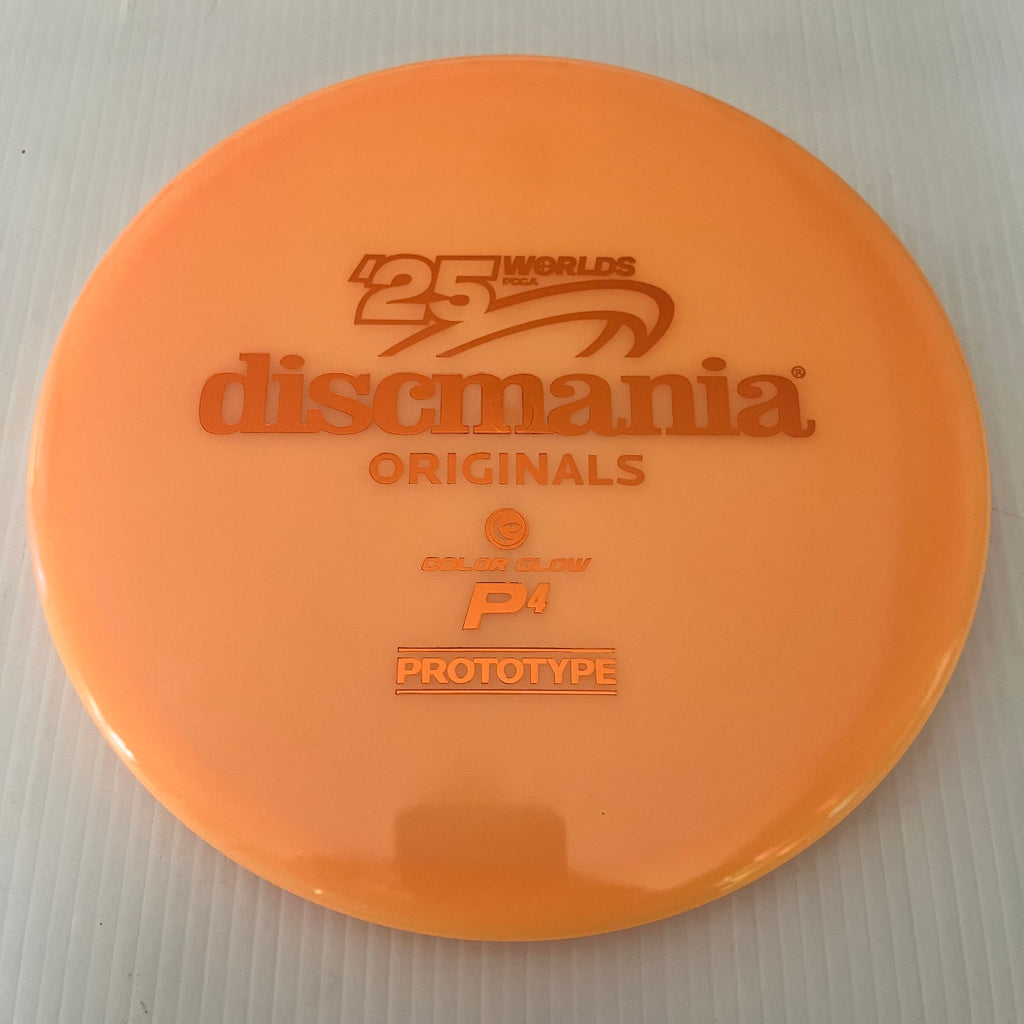 '25 WORLDS
PDGA
discmania®
ORIGINALS
COLOR GLOW
P4
PROTOTYPE